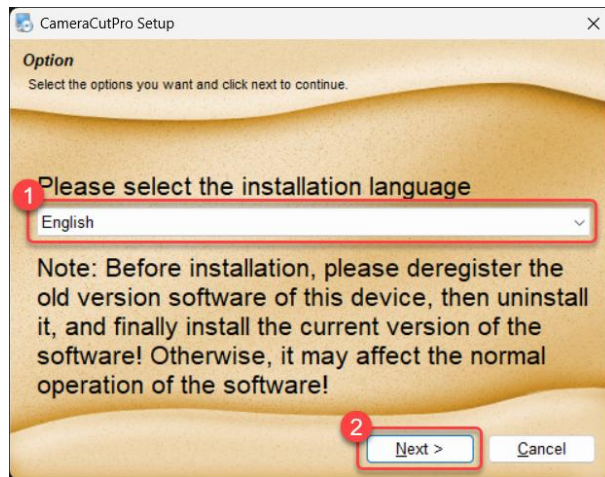 CameraCutPro Setup
Option
Select the options you want and click next to continue.
Please select the installation language
1
English
Note: Before installation, please deregister the
old version software of this device, then uninstall
it, and finally install the current version of the
software! Otherwise, it may affect the normal
operation of the software!
2
Next >
Cancel